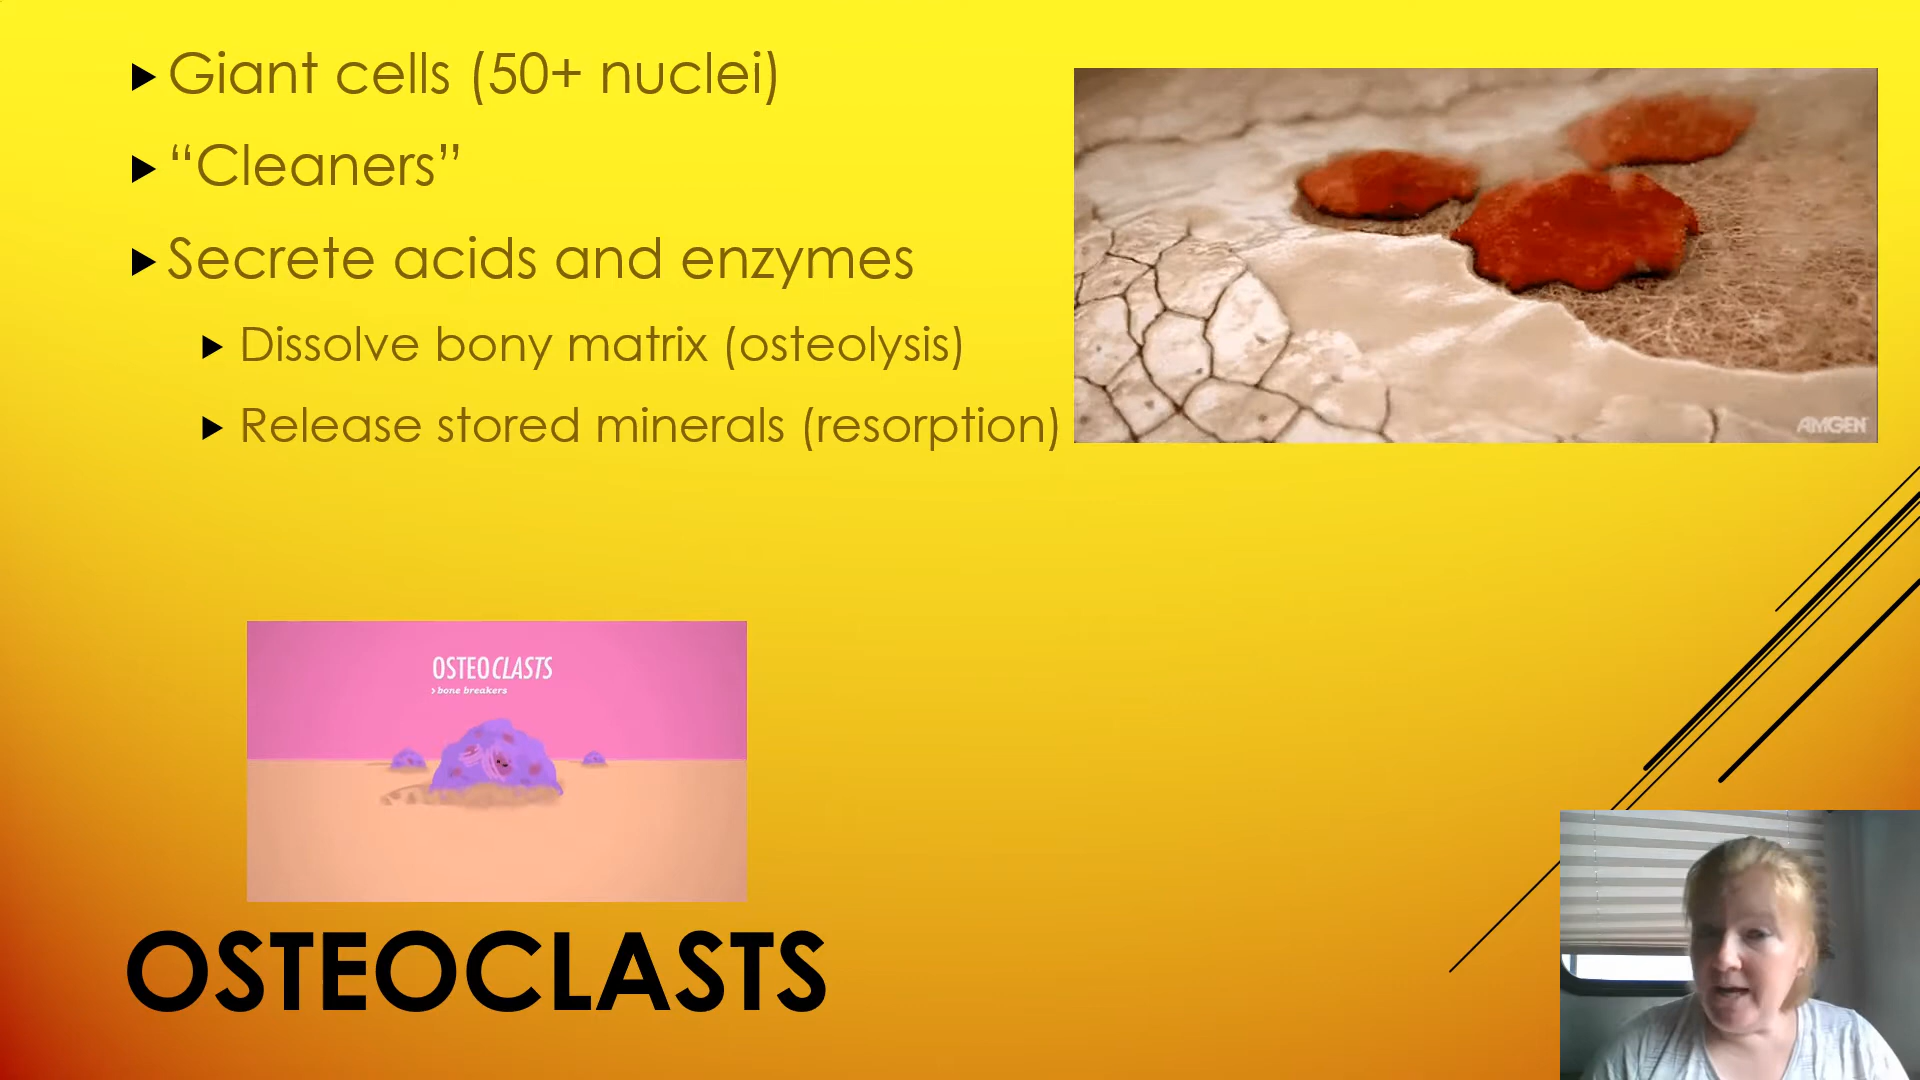 Giant cells (50+ nuclei)
“Cleaners”
Secrete acids and enzymes
Dissolve bony matrix (osteolysis)
Release stored minerals (resorption)
AMGEN
OSTEOCLASTS
› bone breakers
OSTEOCLASTS